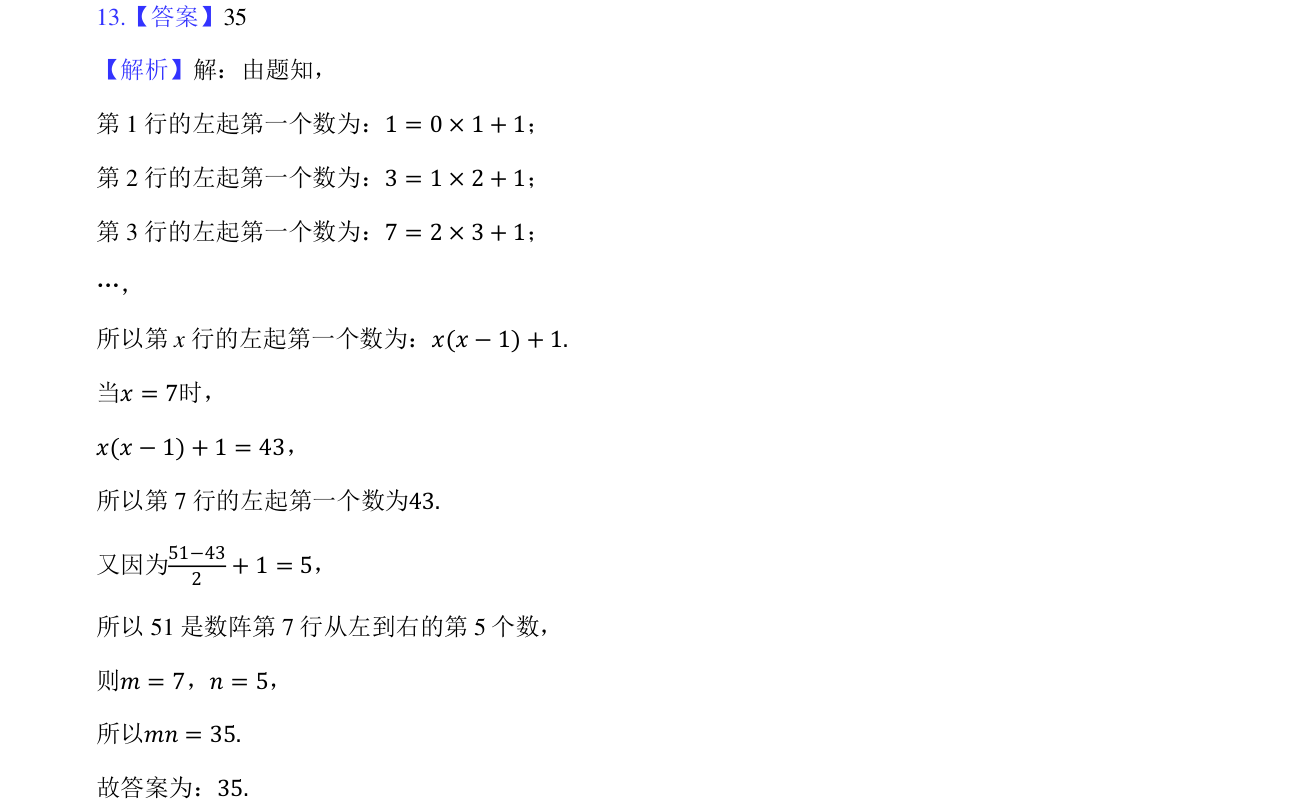 13.【答案】35
【解析】解：由题知，
第 1 行的左起第一个数为：1 = 0 × 1 + 1；
第 2 行的左起第一个数为：3 = 1 × 2 + 1；
第 3 行的左起第一个数为：7 = 2 × 3 + 1；
…，
所以第 x 行的左起第一个数为：x(x − 1) + 1.
当x = 7时，
x(x − 1) + 1 = 43，
所以第 7 行的左起第一个数为43.
又因为\frac{51−43}{2} + 1 = 5，
所以 51 是数阵第 7 行从左到右的第 5 个数，
则m = 7，n = 5，
所以mn = 35.
故答案为：35.